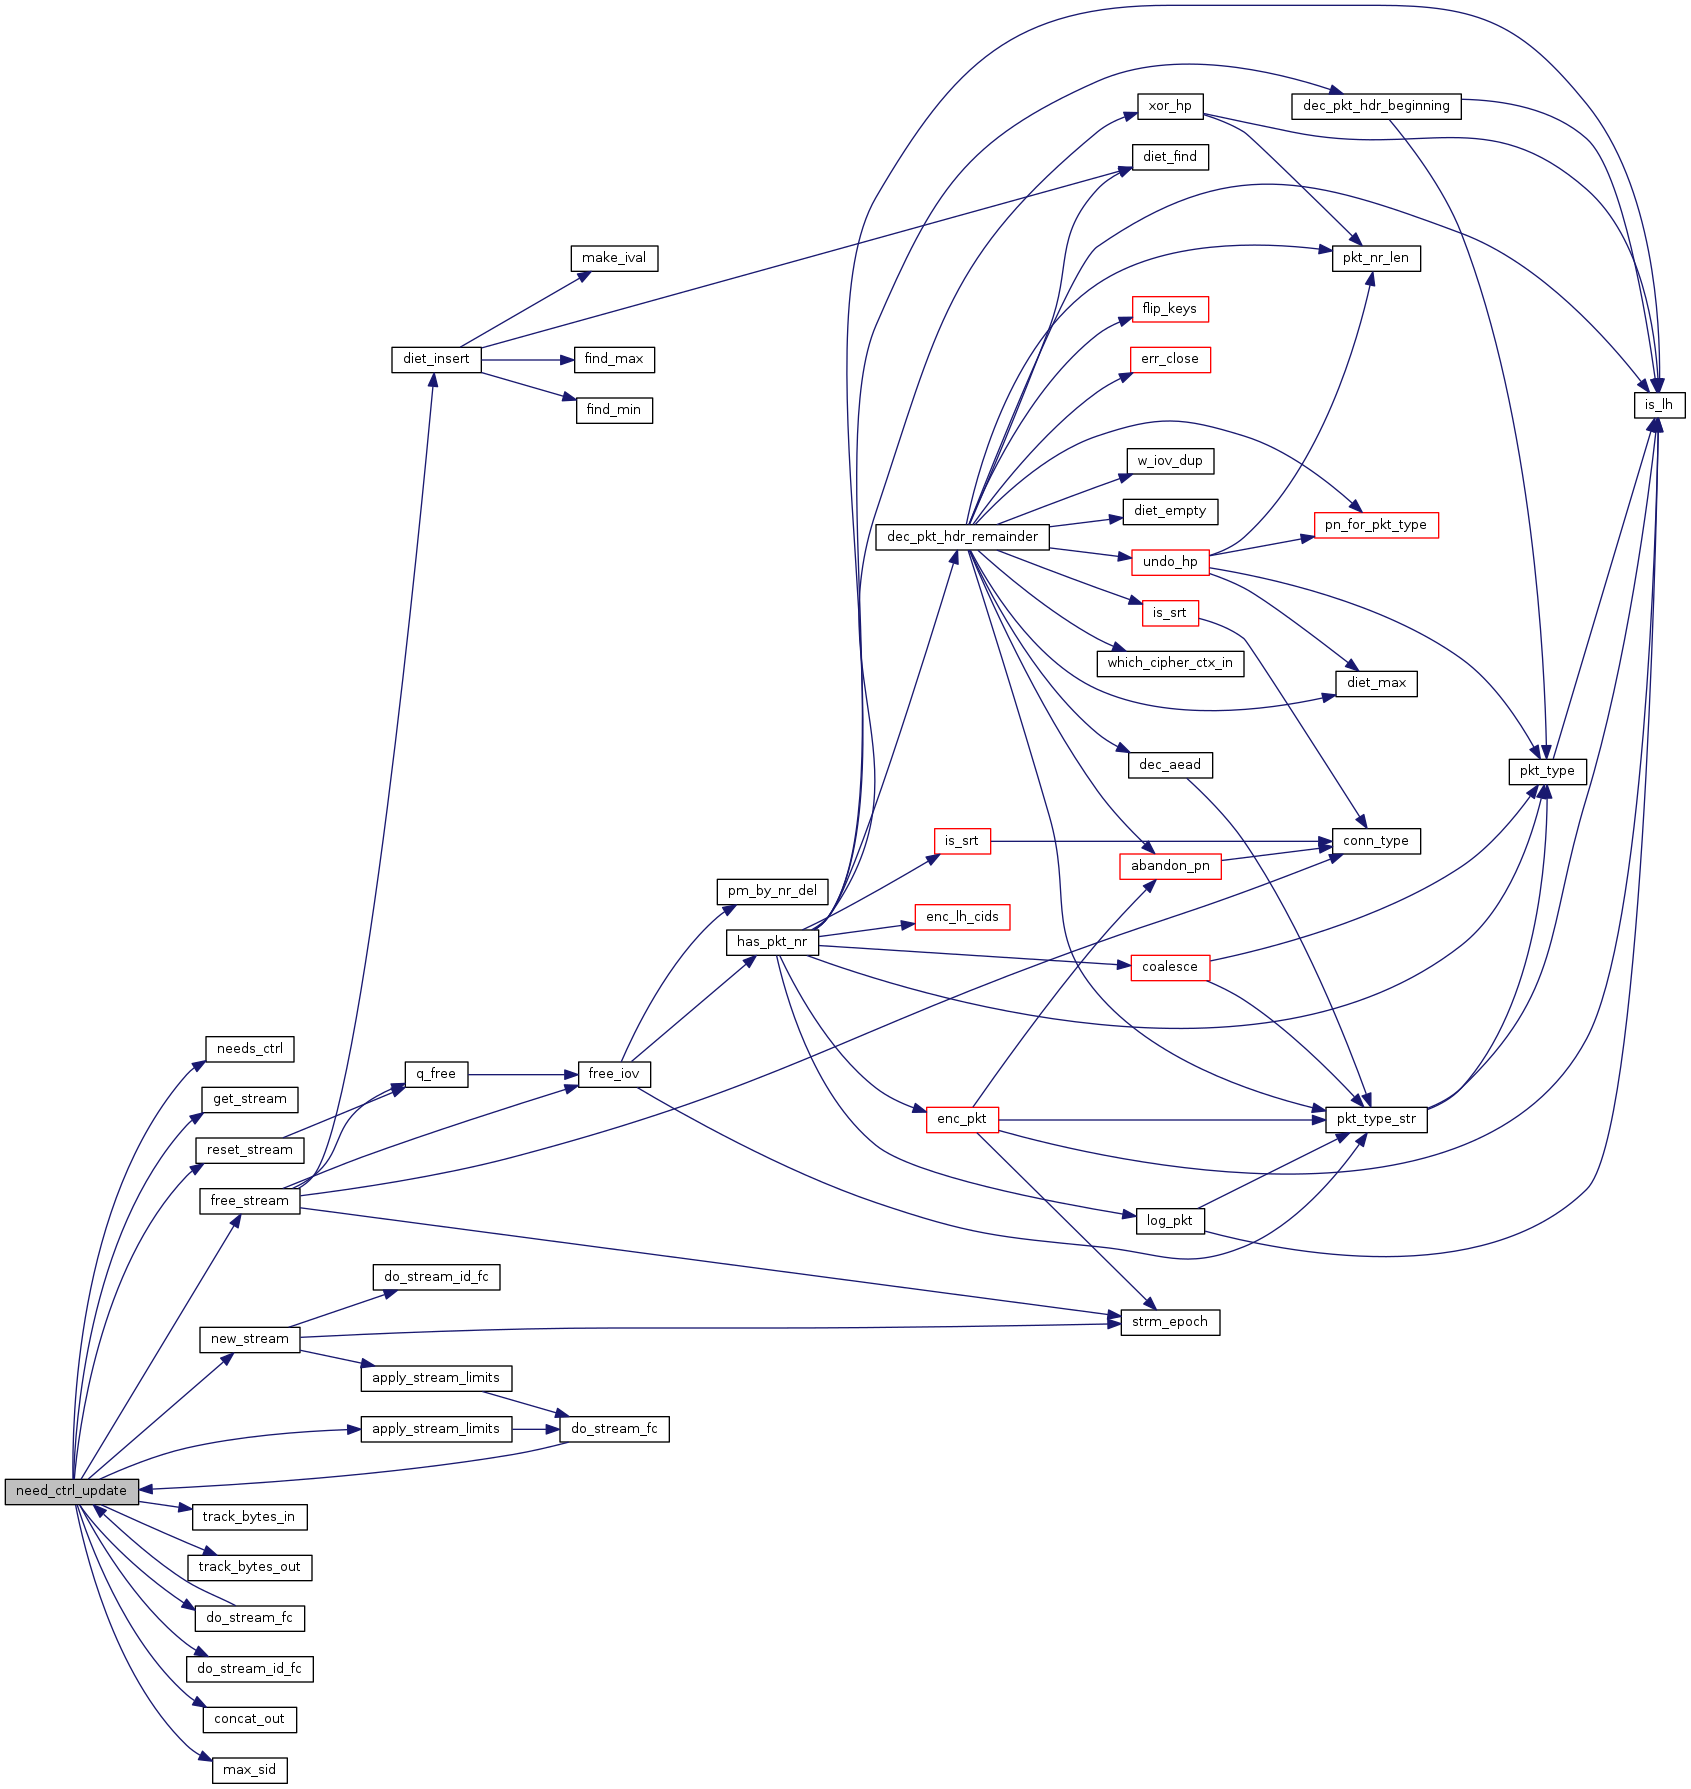 xor_hp
dec_pkt_hdr_beginning
diet_find
make_ival
pkt_nr_len
flip_keys
diet_insert
find_max
err_close
find_min
is_lh
w_iov_dup
diet_empty
pn_for_pkt_type
dec_pkt_hdr_remainder
undo_hp
is_srt
which_cipher_ctx_in
diet_max
dec_aead
pkt_type
is_srt
conn_type
abandon_pn
pm_by_nr_del
enc_lh_cids
has_pkt_nr
coalesce
needs_ctrl
q_free
free_iov
get_stream
enc_pkt
pkt_type_str
reset_stream
free_stream
log_pkt
do_stream_id_fc
strm_epoch
new_stream
apply_stream_limits
apply_stream_limits
do_stream_fc
need_ctrl_update
track_bytes_in
track_bytes_out
do_stream_fc
do_stream_id_fc
concat_out
max_sid